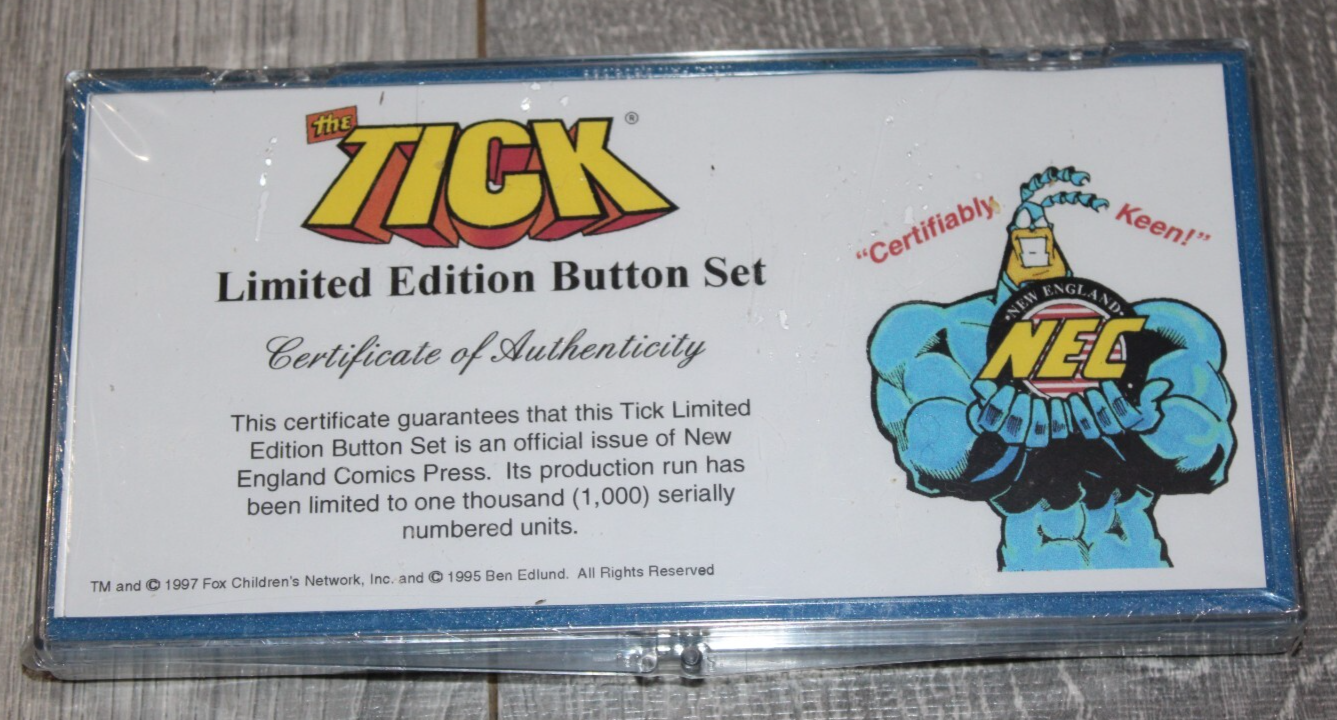 the
TICK®
Limited Edition Button Set
Certificate of Authenticity
This certificate guarantees that this Tick Limited
Edition Button Set is an official issue of New
England Comics Press. Its production run has
been limited to one thousand (1,000) serially
numbered units.
TM and © 1997 Fox Children's Network, Inc. and © 1995 Ben Edlund. All Rights Reserved
"Certifiably Keen!"
•NEW ENGLAND•
NEC